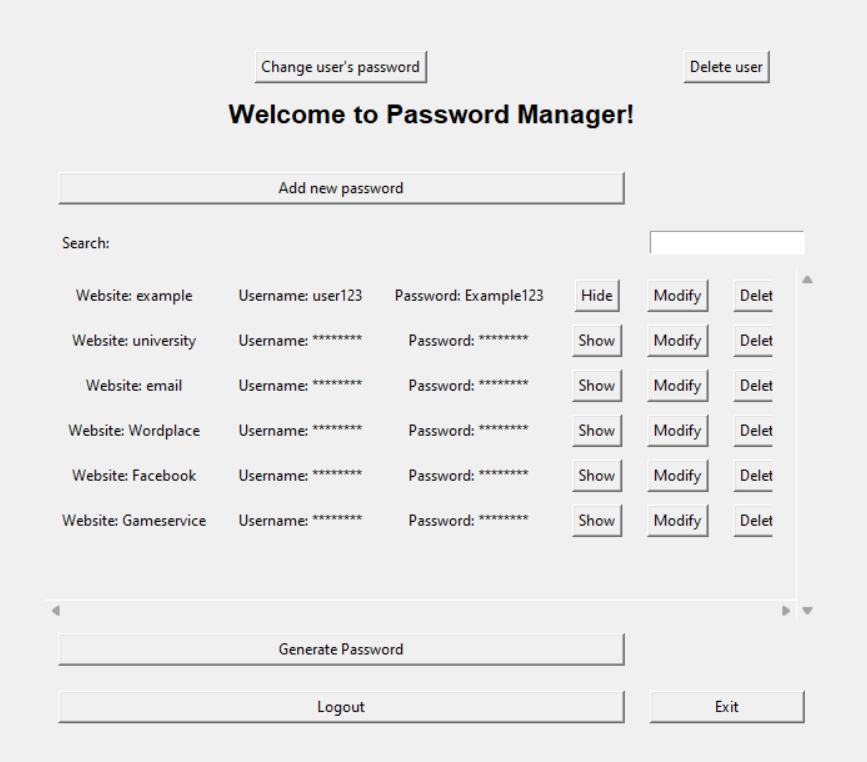 Change user's password Delete user
Welcome to Password Manager!
Add new password
Search:
Website: example Username: user123 Password: Example123 Hide Modify Delet
Website: university Username: ******** Password: ******** Show Modify Delet
Website: email Username: ******** Password: ******** Show Modify Delet
Website: Wordplace Username: ******** Password: ******** Show Modify Delet
Website: Facebook Username: ******** Password: ******** Show Modify Delet
Website: Gameservice Username: ******** Password: ******** Show Modify Delet
Generate Password
Logout Exit